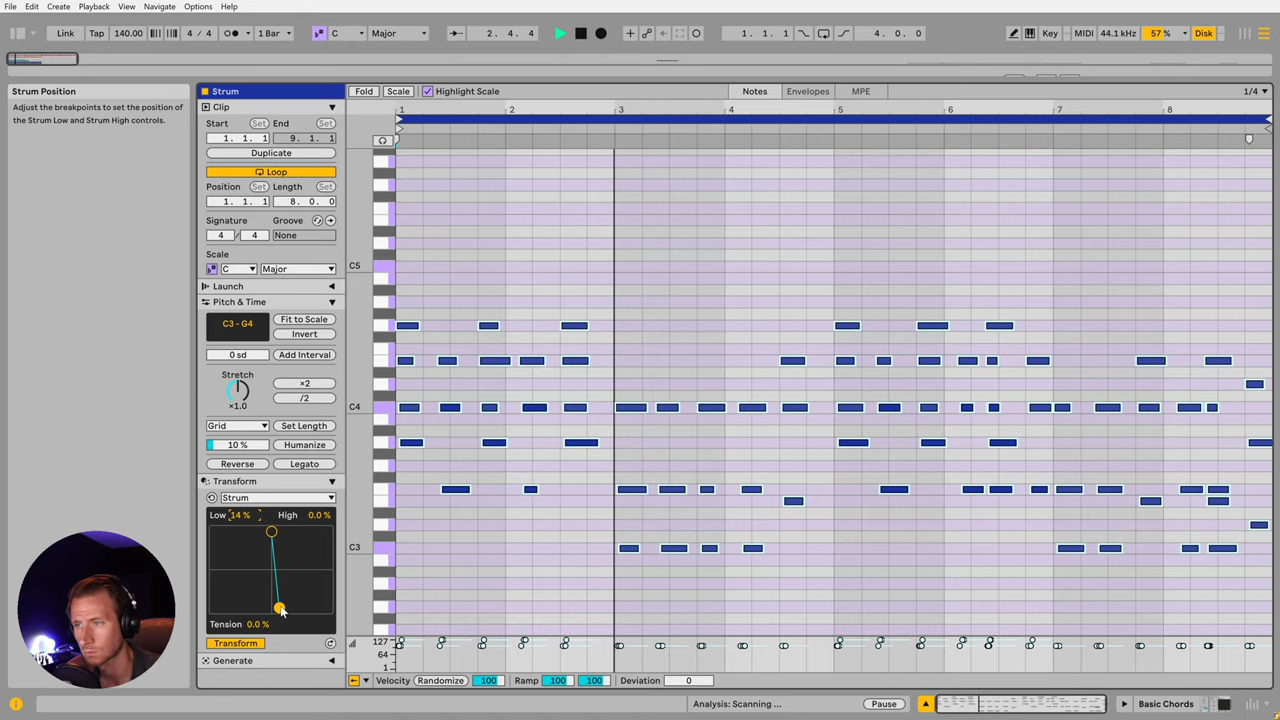 File Edit Create Playback View Navigate Options Help
Link Tap 140.00 4 / 4 1 Bar C Major 2. 4. 4 1. 1. 1 4. 0. 0 Key MIDI 44.1 kHz 57 % Disk
Strum Position
Adjust the breakpoints to set the position of
the Strum Low and Strum High controls.
Strum
Clip
Start Set End Set
1. 1. 1 9. 1. 1
Duplicate
Loop
Position Set Length Set
1. 1. 1 8. 0. 0
Signature Groove
4 / 4 None
Scale
C Major
Launch
Pitch & Time
C3 - G4 Fit to Scale
Invert
0 sd Add Interval
Stretch
×2
×1.0 /2
Grid Set Length
10 % Humanize
Reverse Legato
Transform
Strum
Low 14 % High 0.0 %
Tension 0.0 %
Transform
Generate
Fold Scale Highlight Scale Notes Envelopes MPE 1/4
1 2 3 4 5 6 7 8
C5
C4
C3
127
64
1
Velocity Randomize 100 Ramp 100 100 Deviation 0
Analysis: Scanning ... Pause Basic Chords